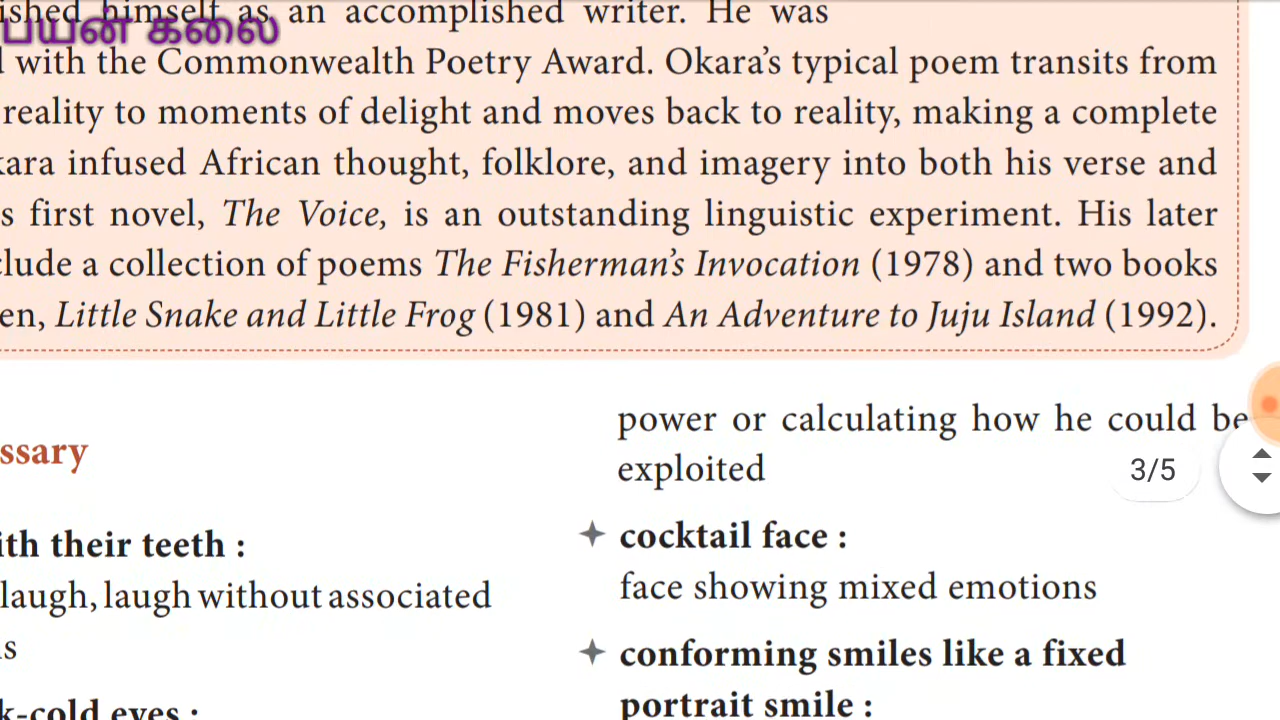 himself as an accomplished writer. He was
பயன் கலை
with the Commonwealth Poetry Award. Okara's typical poem transits from
reality to moments of delight and moves back to reality, making a complete
infused African thought, folklore, and imagery into both his verse and
first novel, The Voice, is an outstanding linguistic experiment. His later
a collection of poems The Fisherman's Invocation (1978) and two books
Little Snake and Little Frog (1981) and An Adventure to Juju Island (1992).
ssary
ith their teeth :
laugh, laugh without associated
s
k-cold eyes :
power or calculating how he could be
exploited
3/5
cocktail face :
face showing mixed emotions
conforming smiles like a fixed
portrait smile :